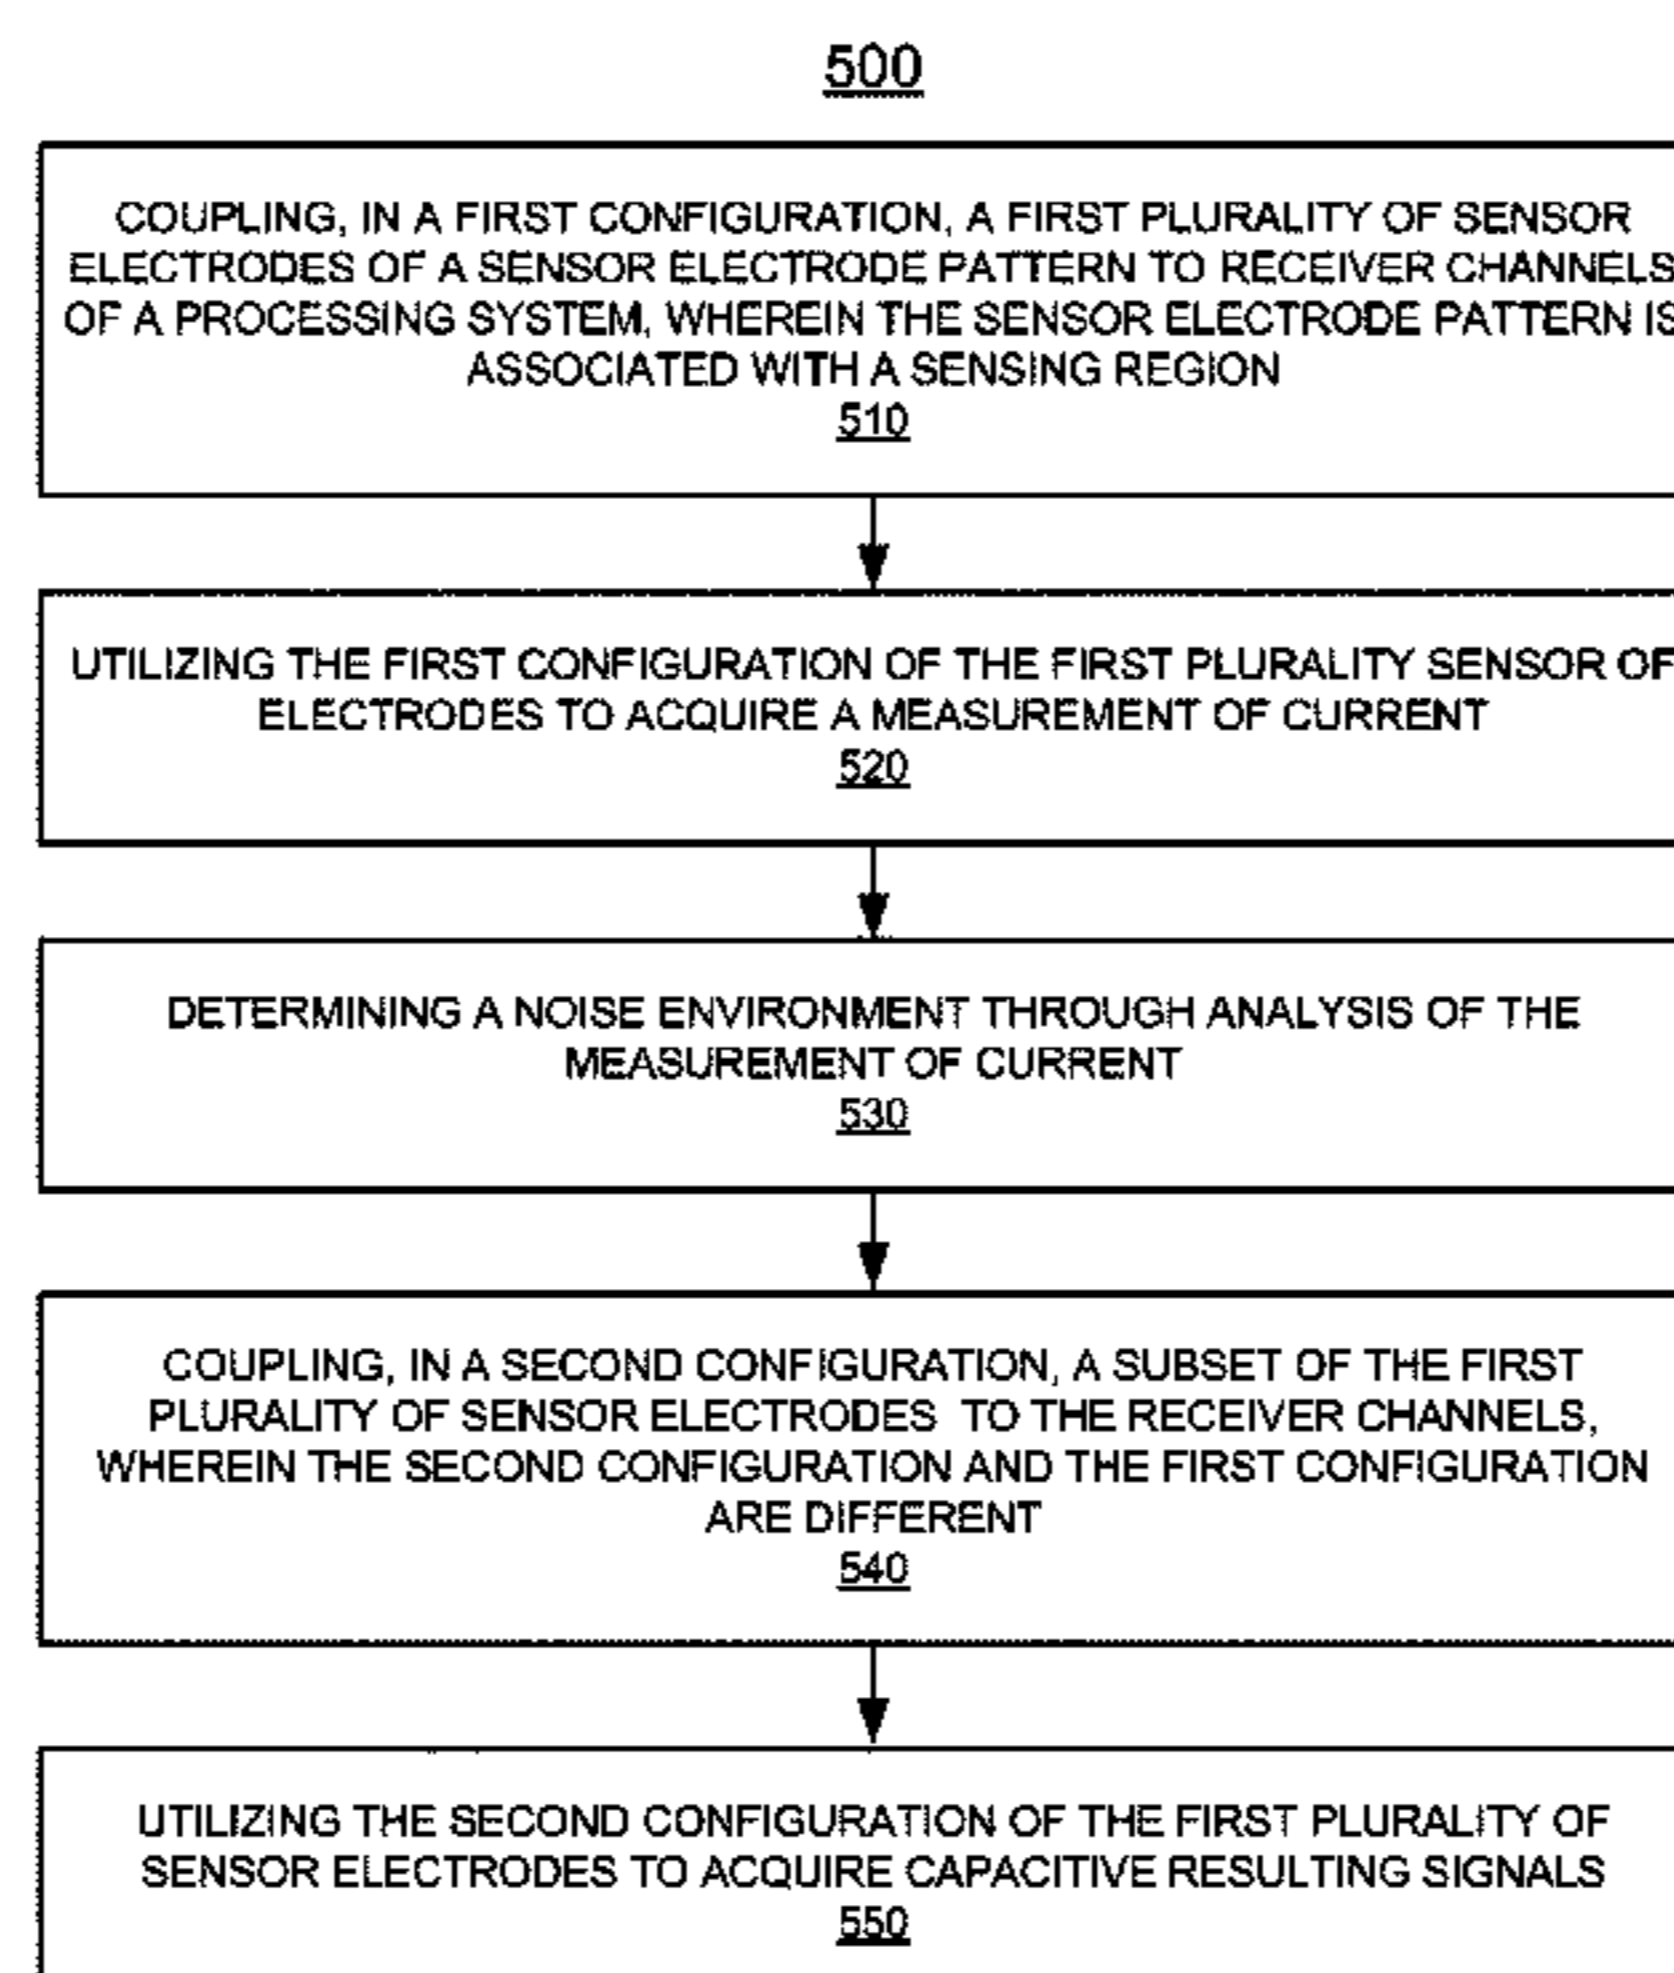 500
COUPLING, IN A FIRST CONFIGURATION, A FIRST PLURALITY OF SENSOR
ELECTRODES OF A SENSOR ELECTRODE PATTERN TO RECEIVER CHANNELS
OF A PROCESSING SYSTEM, WHEREIN THE SENSOR ELECTRODE PATTERN IS
ASSOCIATED WITH A SENSING REGION
510
UTILIZING THE FIRST CONFIGURATION OF THE FIRST PLURALITY SENSOR OF
ELECTRODES TO ACQUIRE A MEASUREMENT OF CURRENT
520
DETERMINING A NOISE ENVIRONMENT THROUGH ANALYSIS OF THE
MEASUREMENT OF CURRENT
530
COUPLING, IN A SECOND CONFIGURATION, A SUBSET OF THE FIRST
PLURALITY OF SENSOR ELECTRODES TO THE RECEIVER CHANNELS,
WHEREIN THE SECOND CONFIGURATION AND THE FIRST CONFIGURATION
ARE DIFFERENT
540
UTILIZING THE SECOND CONFIGURATION OF THE FIRST PLURALITY OF
SENSOR ELECTRODES TO ACQUIRE CAPACITIVE RESULTING SIGNALS
550